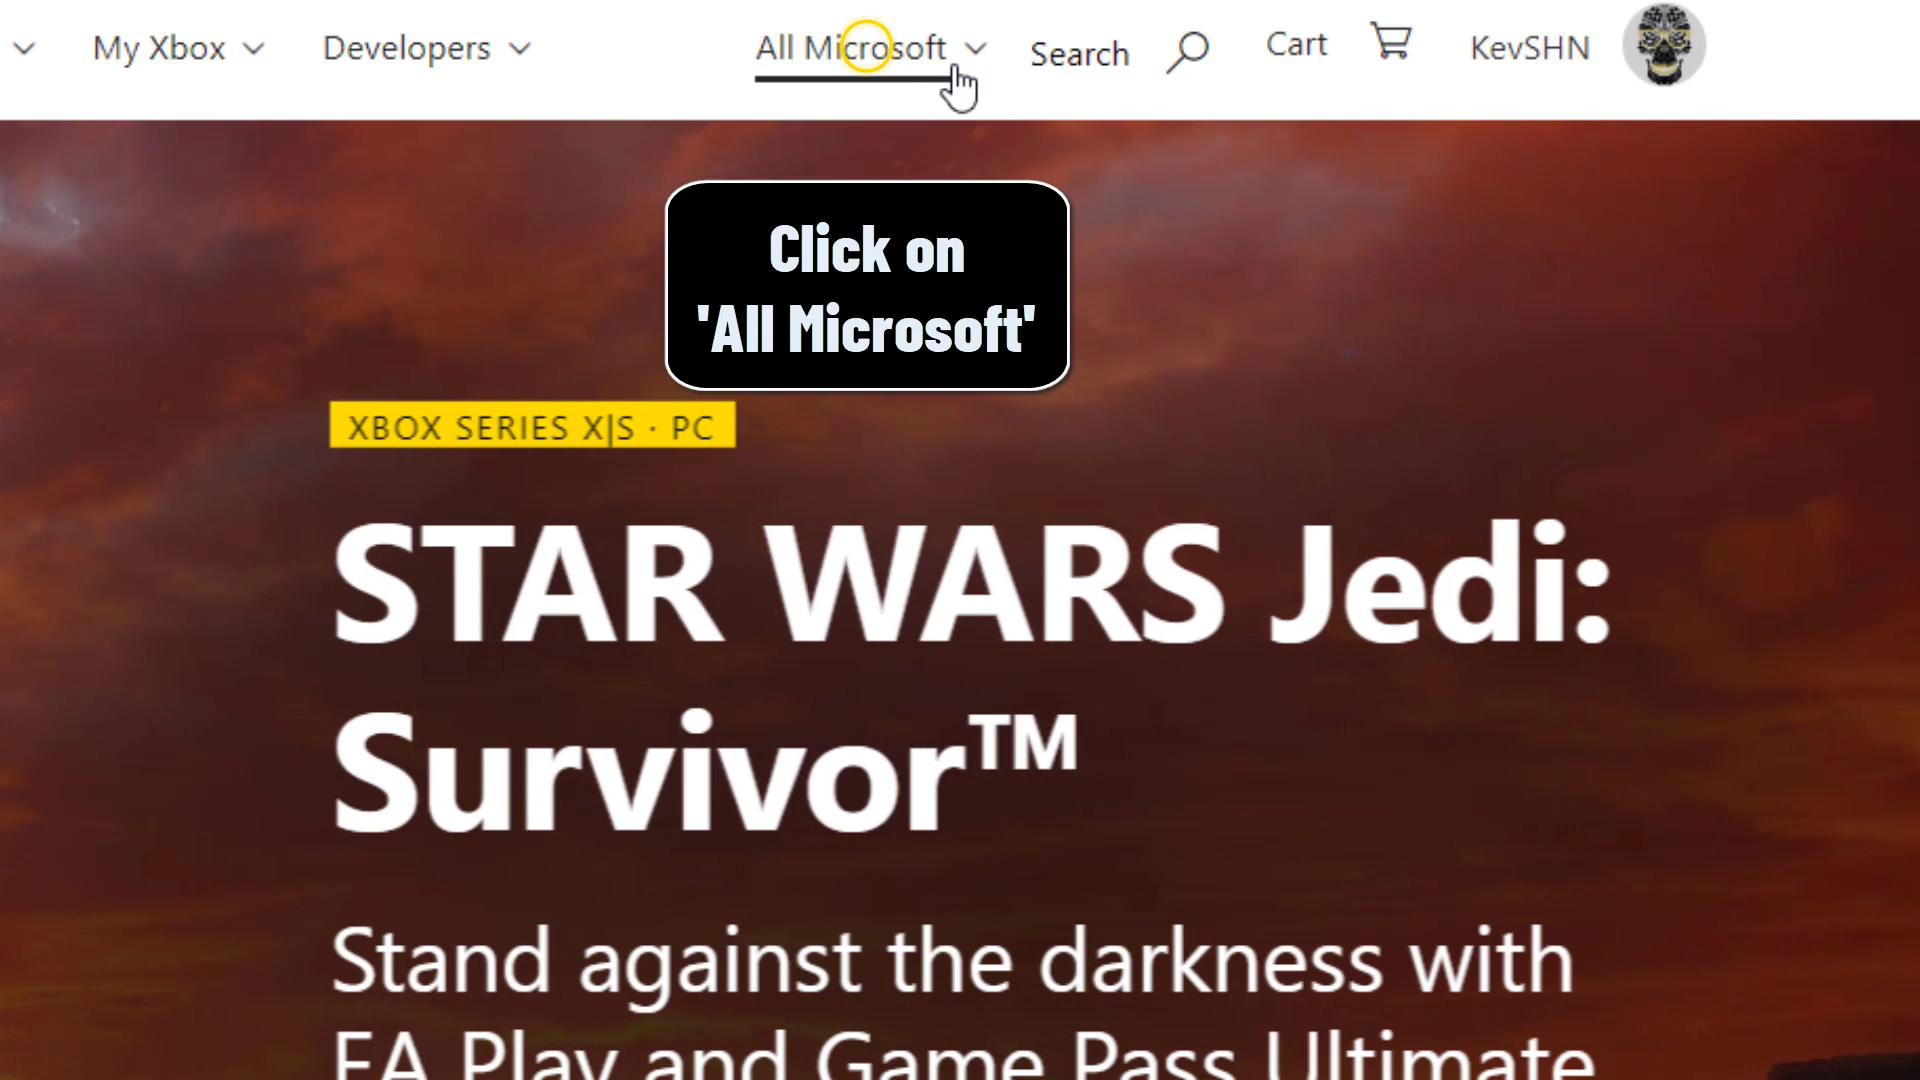 My Xbox
Developers
All Microsoft
Search
Cart
KevSHN
Click on
'All Microsoft'
XBOX SERIES X|S · PC
STAR WARS Jedi:
Survivor™
Stand against the darkness with
EA Play and Game Pass Ultimate